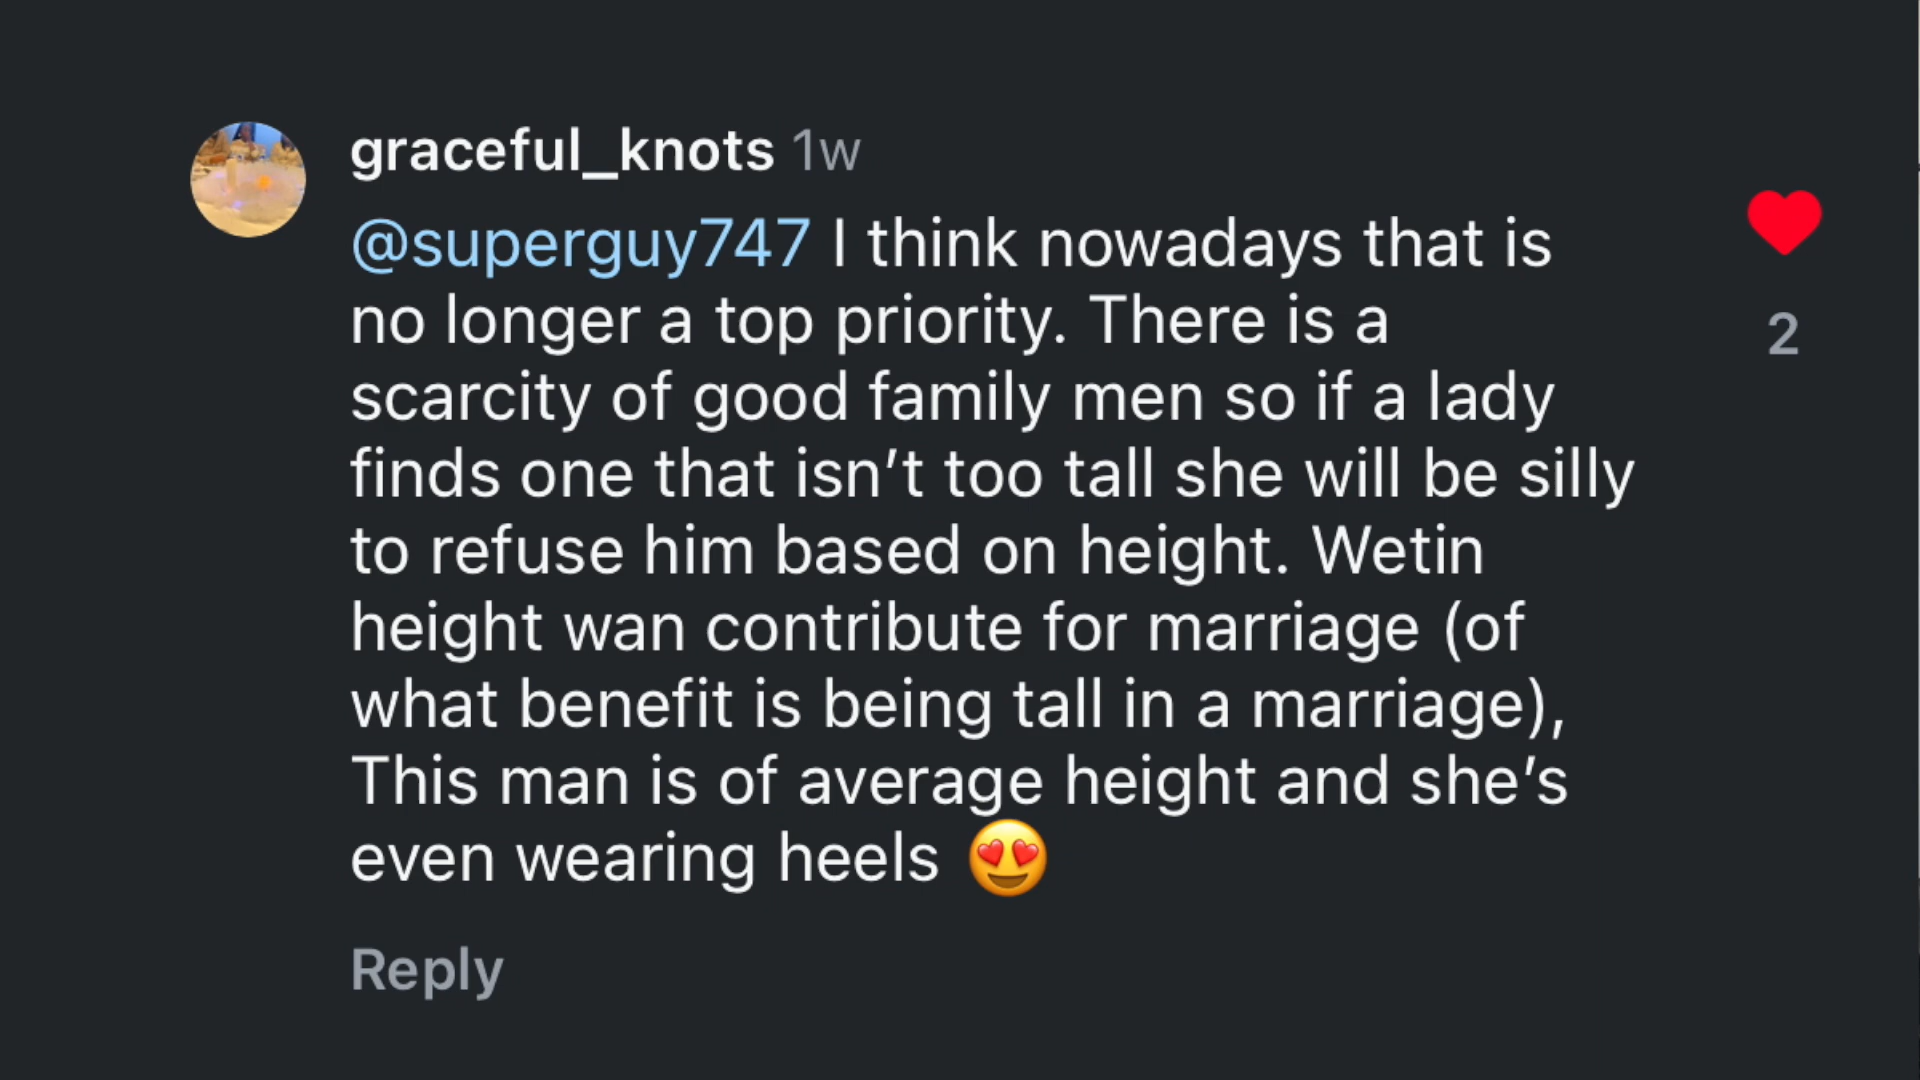 graceful_knots 1w
@superguy747 I think nowadays that is
no longer a top priority. There is a
scarcity of good family men so if a lady
finds one that isn’t too tall she will be silly
to refuse him based on height. Wetin
height wan contribute for marriage (of
what benefit is being tall in a marriage),
This man is of average height and she’s
even wearing heels 😍
Reply
2